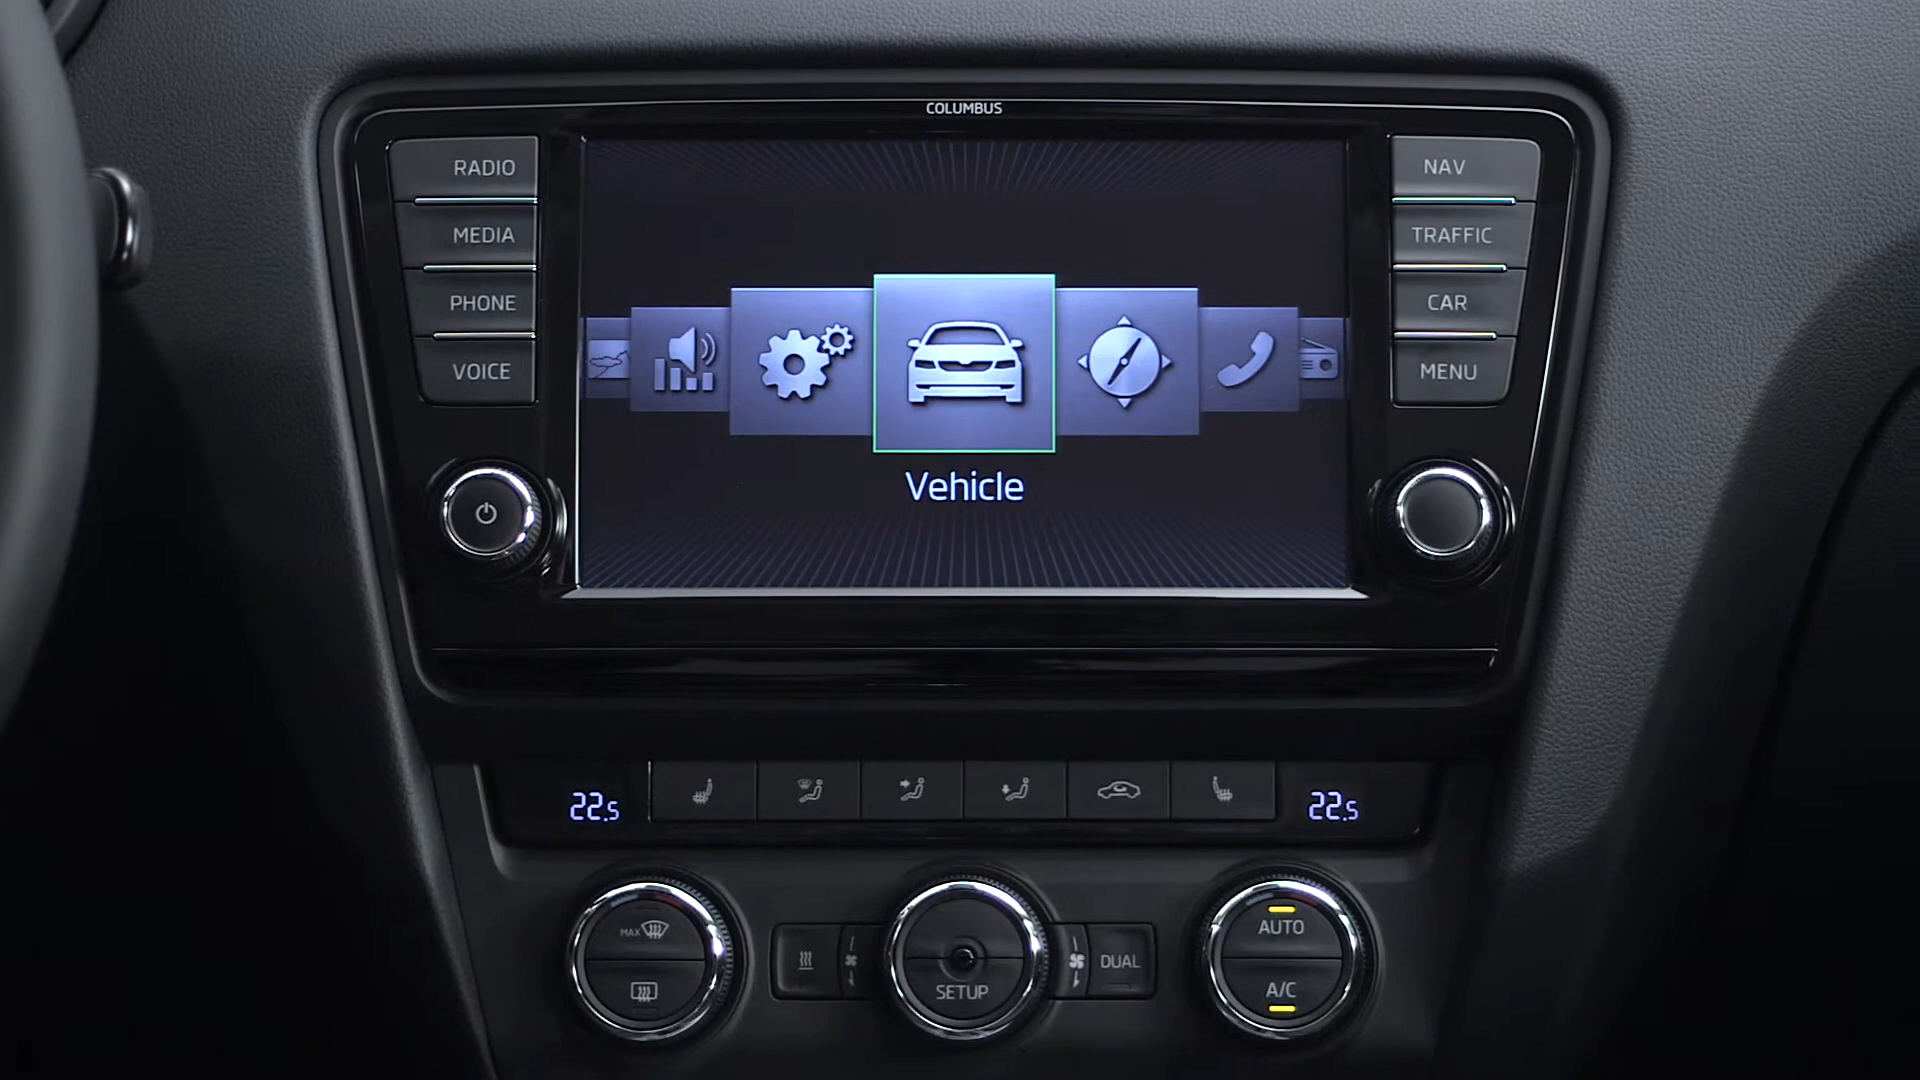 COLUMBUS
RADIO
MEDIA
PHONE
VOICE
NAV
TRAFFIC
CAR
MENU
Vehicle
22.5
22.5
MAX
SETUP
DUAL
AUTO
A/C